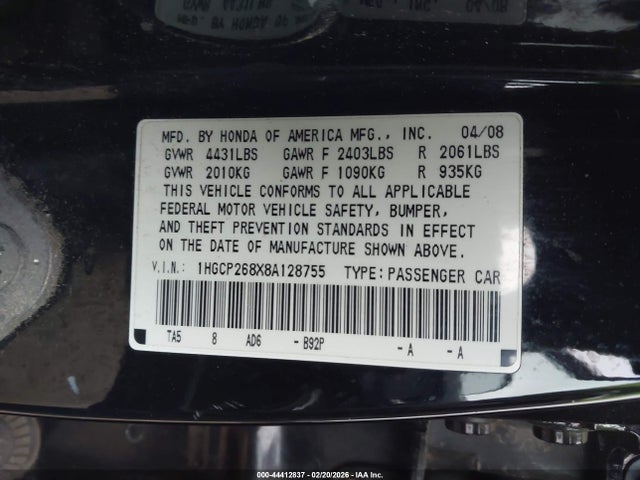 MFD. BY HONDA OF AMERICA MFG., INC. 04/08
GVWR 4431LBS GAWR F 2403LBS R 2061LBS
GVWR 2010KG GAWR F 1090KG R 935KG
THIS VEHICLE CONFORMS TO ALL APPLICABLE
FEDERAL MOTOR VEHICLE SAFETY, BUMPER,
AND THEFT PREVENTION STANDARDS IN EFFECT
ON THE DATE OF MANUFACTURE SHOWN ABOVE.
V.I.N.: 1HGCP268X8A128755 TYPE: PASSENGER CAR
TA5 8 AD6 - B92P - A - A
000-44412837 - 02/20/2026 - IAA Inc.